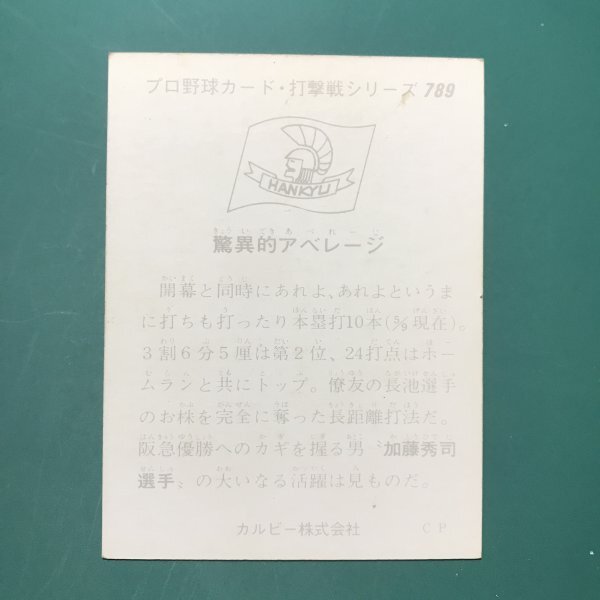 プロ野球カード・打撃戦シリーズ 789
HANKYU
驚異的アベレージ
開幕と同時にあれよ、あれよというま
に打ちも打ったり本塁打10本(5/9現在)。
3割6分5厘は第2位、24打点はホー
ムランと共にトップ。僚友の長池選手
のお株を完全に奪った長距離打法だ。
阪急優勝へのカギを握る男〝加藤秀司
選手〟の大いなる活躍は見ものだ。
カルビー株式会社 C.P